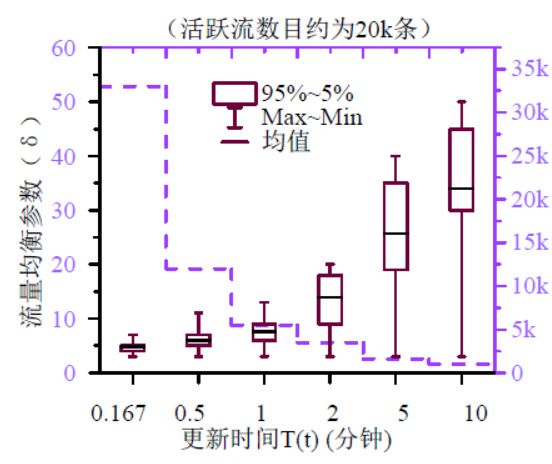 （活跃流数目约为20k条）
60
50
40
30
20
10
0
流量均衡参数（δ）
95%~5%
Max~Min
均值
35k
30k
25k
20k
15k
10k
5k
0
0.167 0.5 1 2 5 10
更新时间T(t) (分钟)